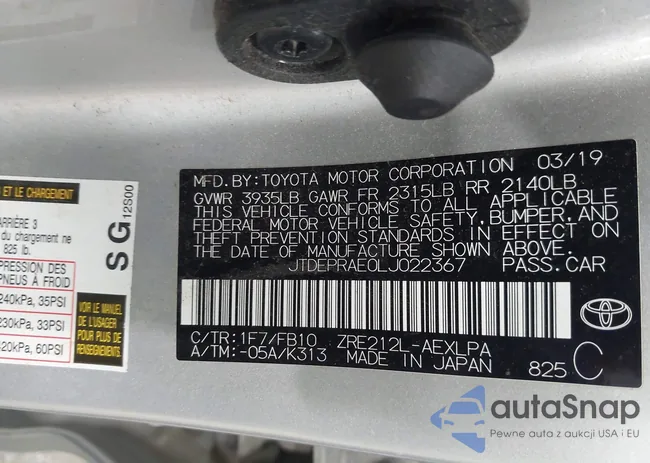 D ET LE CHARGEMENT
ARRIÈRE 3
du chargement ne
825 lb.
PRESSION DES
PNEUS À FROID
240kPa, 35PSI
230kPa, 33PSI
420kPa, 60PSI
VOIR LE MANUEL
DE L'USAGER
POUR PLUS DE
RENSEIGNEMENTS
SG 12S00
MFD.BY:TOYOTA MOTOR CORPORATION 03/19
GVWR 3935LB GAWR FR 2315LB RR 2140LB
THIS VEHICLE CONFORMS TO ALL APPLICABLE
FEDERAL MOTOR VEHICLE SAFETY,BUMPER,AND
THEFT PREVENTION STANDARDS IN EFFECT ON
THE DATE OF MANUFACTURE SHOWN ABOVE.
JTDEPRAE0LJ022367 PASS.CAR
C/TR:1F7/FB10 ZRE212L-AEXLPA
A/TM:-05A/K313 MADE IN JAPAN 825 C
autaSnap
Pewne auta z aukcji USA i EU